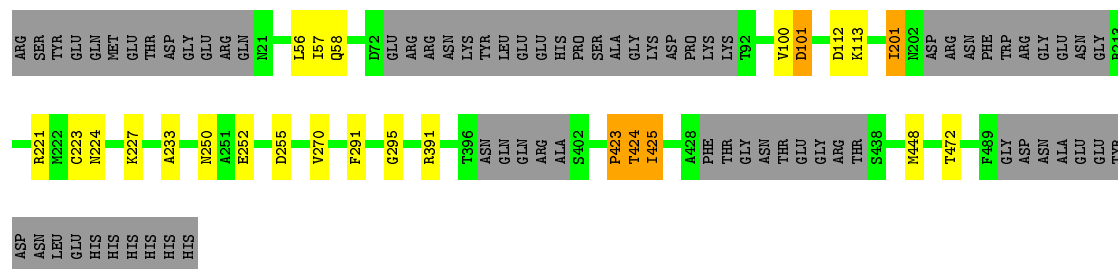 ARG SER TYR GLU GLN MET GLU THR ASP GLY GLU ARG GLN N21 L56 I57 Q58 D72 GLU ARG ARG ASN LYS TYR LEU GLU GLU HIS PRO SER ALA GLY LYS ASP PRO LYS LYS T92 V100 D101 D112 K113 I201 N202 ASP ARG ASN PHE TRP ARG GLY GLU ASN GLY
R221 M222 C223 N224 K227 A233 N250 A251 E252 D255 V270 F291 G295 R391 T396 ASN GLN GLN ARG ALA S402 P423 T424 I425 A428 PHE THR GLY ASN THR GLU GLY ARG THR S438 M448 T472 F489 GLY ASP ASN ALA GLU GLU TYR
ASP ASN LEU GLU HIS HIS HIS HIS HIS HIS